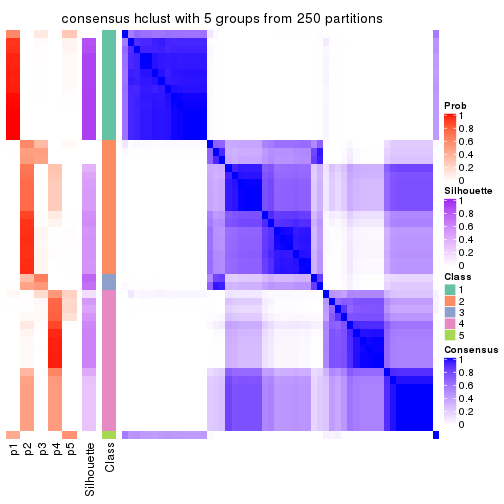 consensus hclust with 5 groups from 250 partitions
Prob
1
0.8
0.6
0.4
0.2
0
Silhouette
1
0.8
0.6
0.4
0.2
0
Class
1
2
3
4
5
Consensus
1
0.8
0.6
0.4
0.2
0
p1
p2
p3
p4
p5
Silhouette
Class